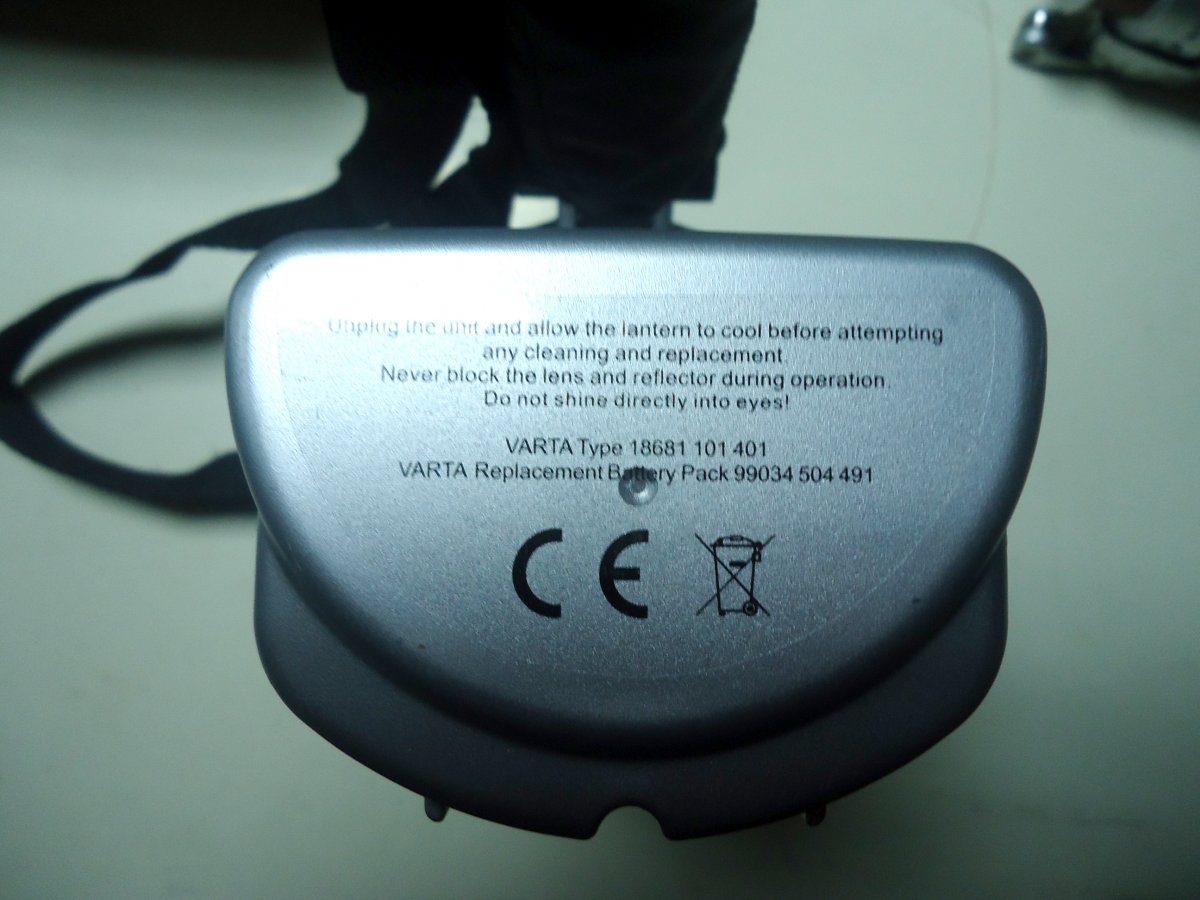 Unplug the unit and allow the lantern to cool before attempting
any cleaning and replacement.
Never block the lens and reflector during operation.
Do not shine directly into eyes!
VARTA Type 18681 101 401
VARTA Replacement Battery Pack 99034 504 491
CE